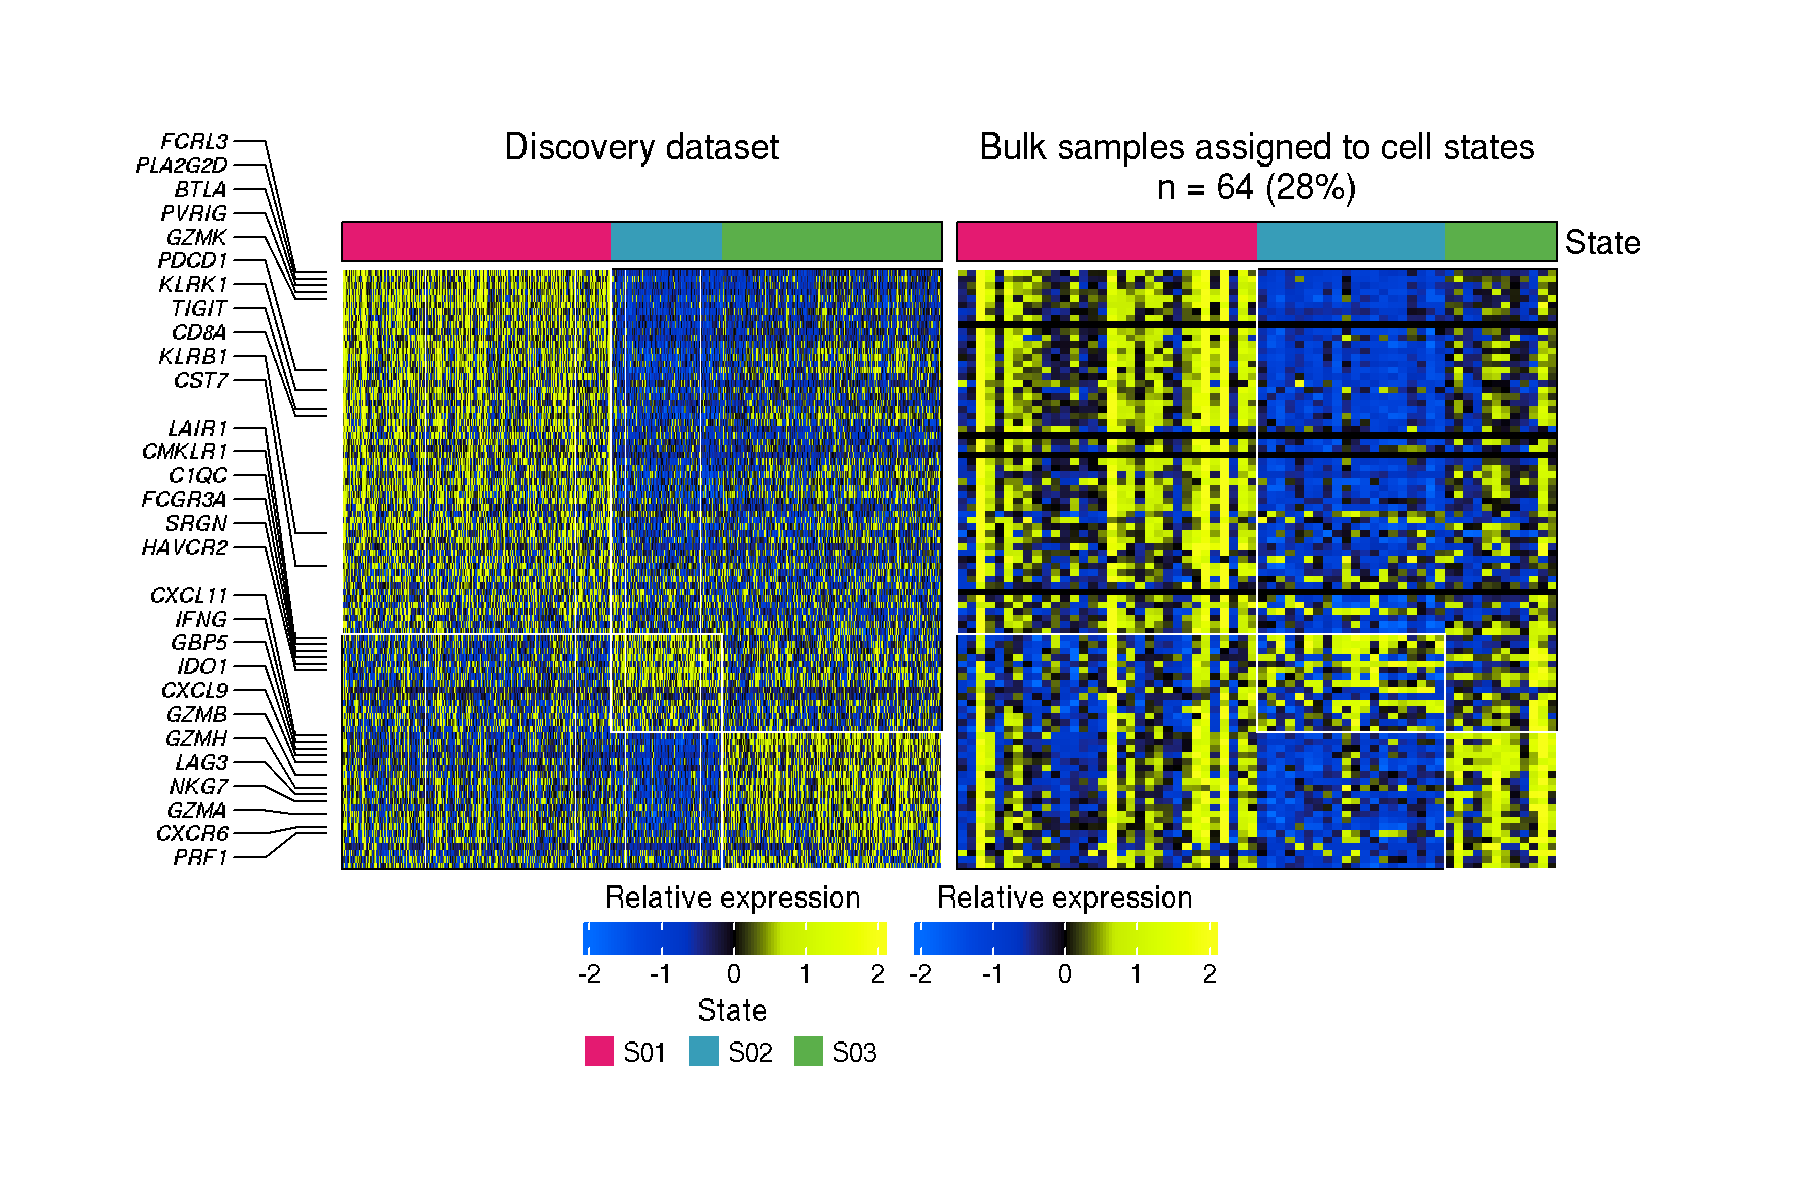 Discovery dataset
Bulk samples assigned to cell states
n = 64 (28%)
State
FCRL3
PLA2G2D
BTLA
PVRIG
GZMK
PDCD1
KLRK1
TIGIT
CD8A
KLRB1
CST7
LAIR1
CMKLR1
C1QC
FCGR3A
SRGN
HAVCR2
CXCL11
IFNG
GBP5
IDO1
CXCL9
GZMB
GZMH
LAG3
NKG7
GZMA
CXCR6
PRF1
Relative expression
-2 -1 0 1 2
Relative expression
-2 -1 0 1 2
State
S01 S02 S03